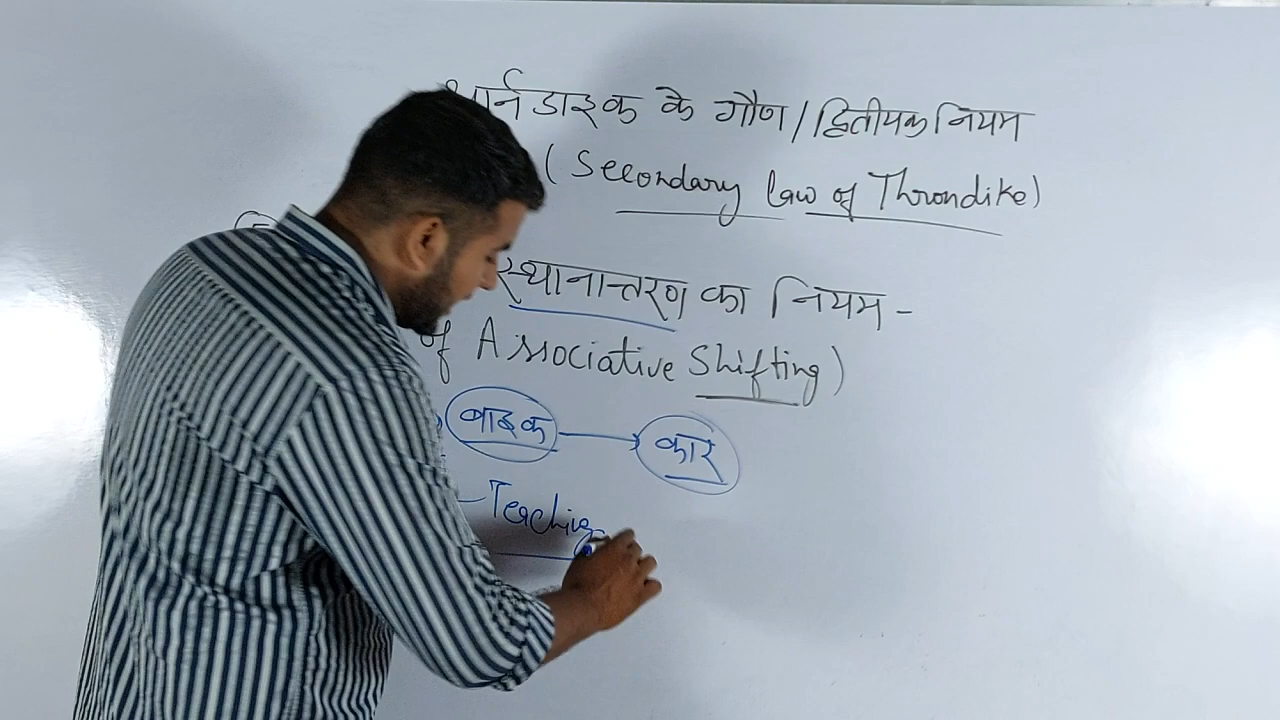 थार्नडाइक के गौण / द्वितीयक नियम
( Secondary law of Throndike)
स्थानान्तरण का नियम -
of Associative Shifting)
बाइक → कार
- Teaching